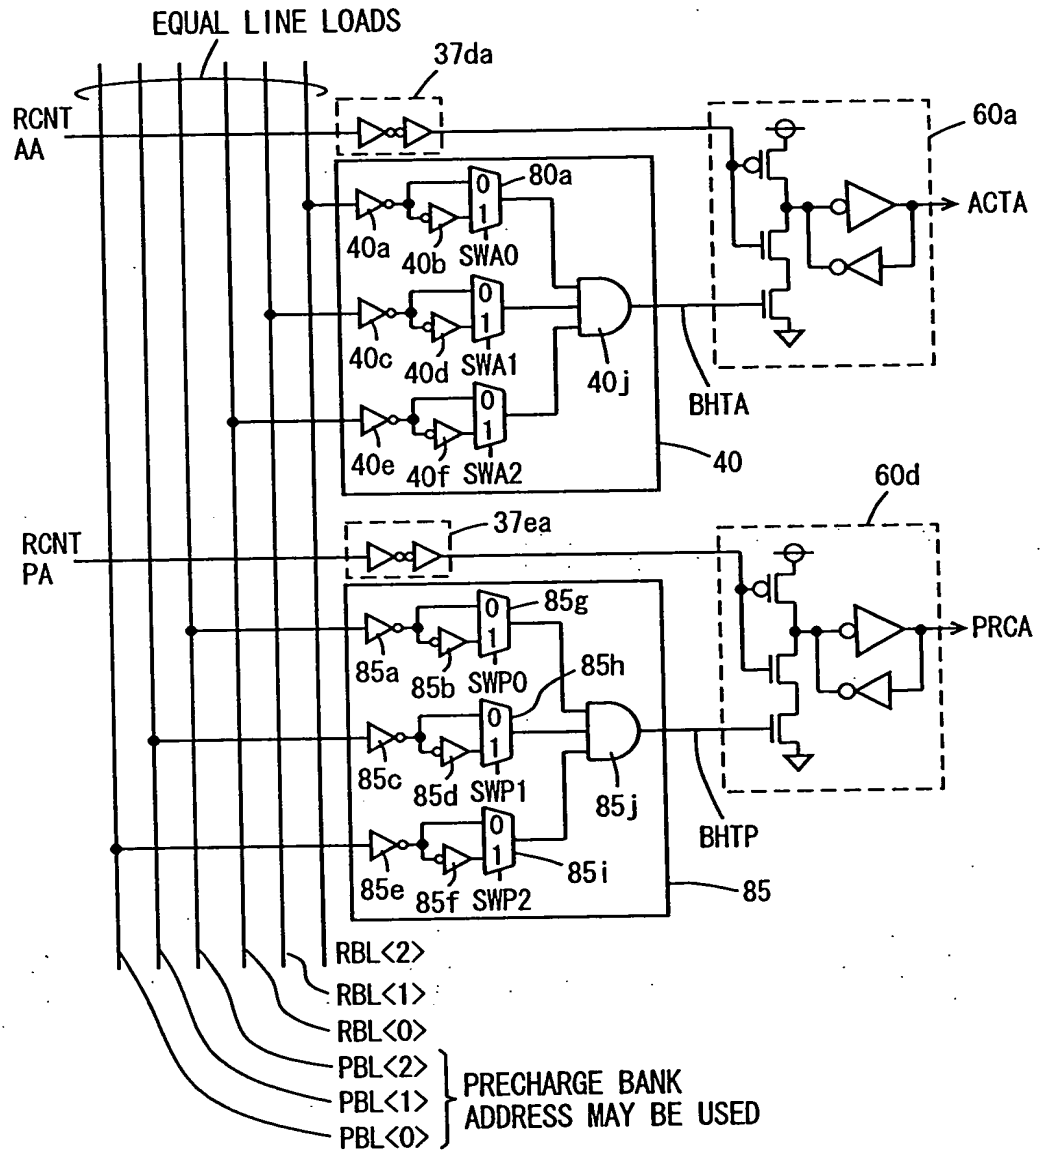 EQUAL LINE LOADS
37da
RCNT
AA
60a
80a
0
1
ACTA
40a
40b
SWA0
0
1
40c
40d
SWA1
40j
BHTA
0
1
40e
40f
SWA2
40
60d
RCNT
PA
37ea
0
1
85g
PRCA
85a
85b
SWP0
85h
0
1
85c
85d
SWP1
85j
BHTP
0
1
85e
85f
SWP2
85i
85
RBL<2>
RBL<1>
RBL<0>
PBL<2>
PBL<1>
PBL<0>
PRECHARGE BANK
ADDRESS MAY BE USED